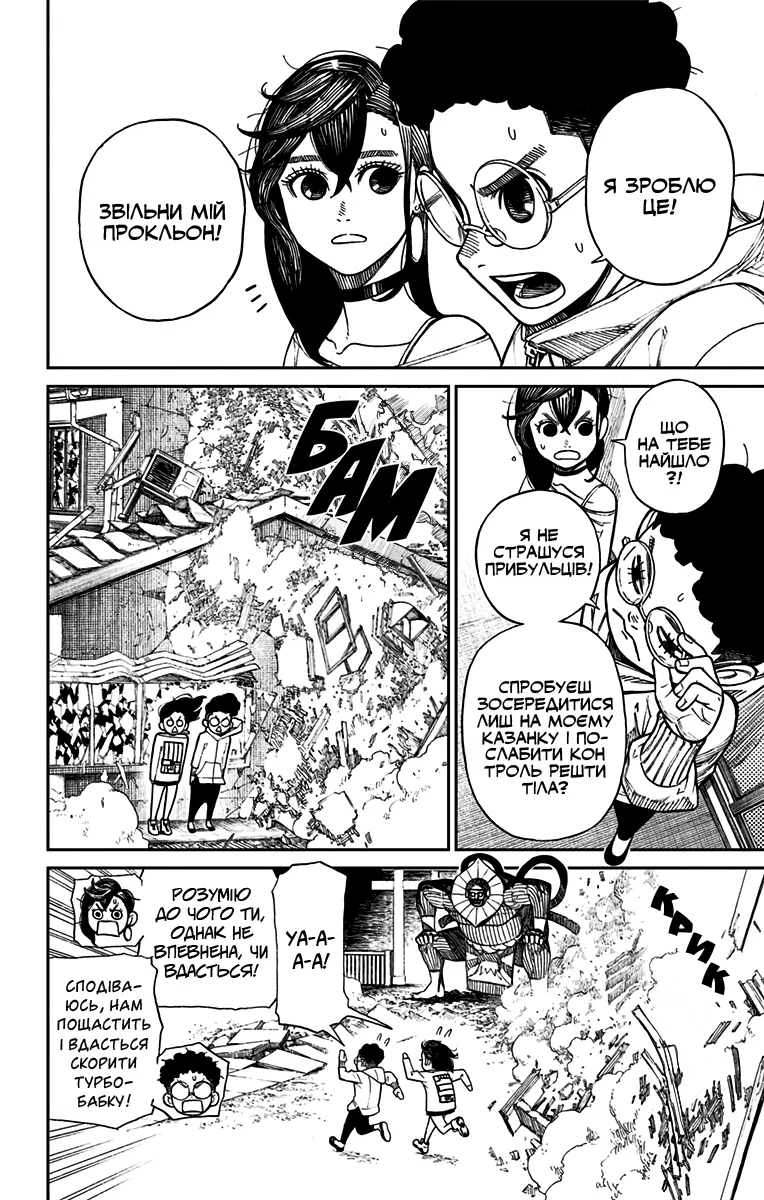 Я ЗРОБЛЮ
ЦЕ!
ЗВІЛЬНИ МІЙ
ПРОКЛЬОН!
БАМ
ЩО
НА ТЕБЕ
НАЙШЛО
?!
Я НЕ
СТРАШУСЯ
ПРИБУЛЬЦІВ!
СПРОБУЄШ
ЗОСЕРЕДИТИСЯ
ЛИШ НА МОЄМУ
КАЗАНКУ І ПО-
СЛАБИТИ КОН
ТРОЛЬ РЕШТИ
ТІЛА?
РОЗУМІЮ
ДО ЧОГО ТИ,
ОДНАК НЕ
ВПЕВНЕНА, ЧИ
ВДАСТЬСЯ!
УА-А-
А-А!
КРИК
СПОДІВА-
ЮСЬ, НАМ
ПОЩАСТИТЬ
І ВДАСТЬСЯ
СКОРИТИ
ТУРБО-
БАБКУ!